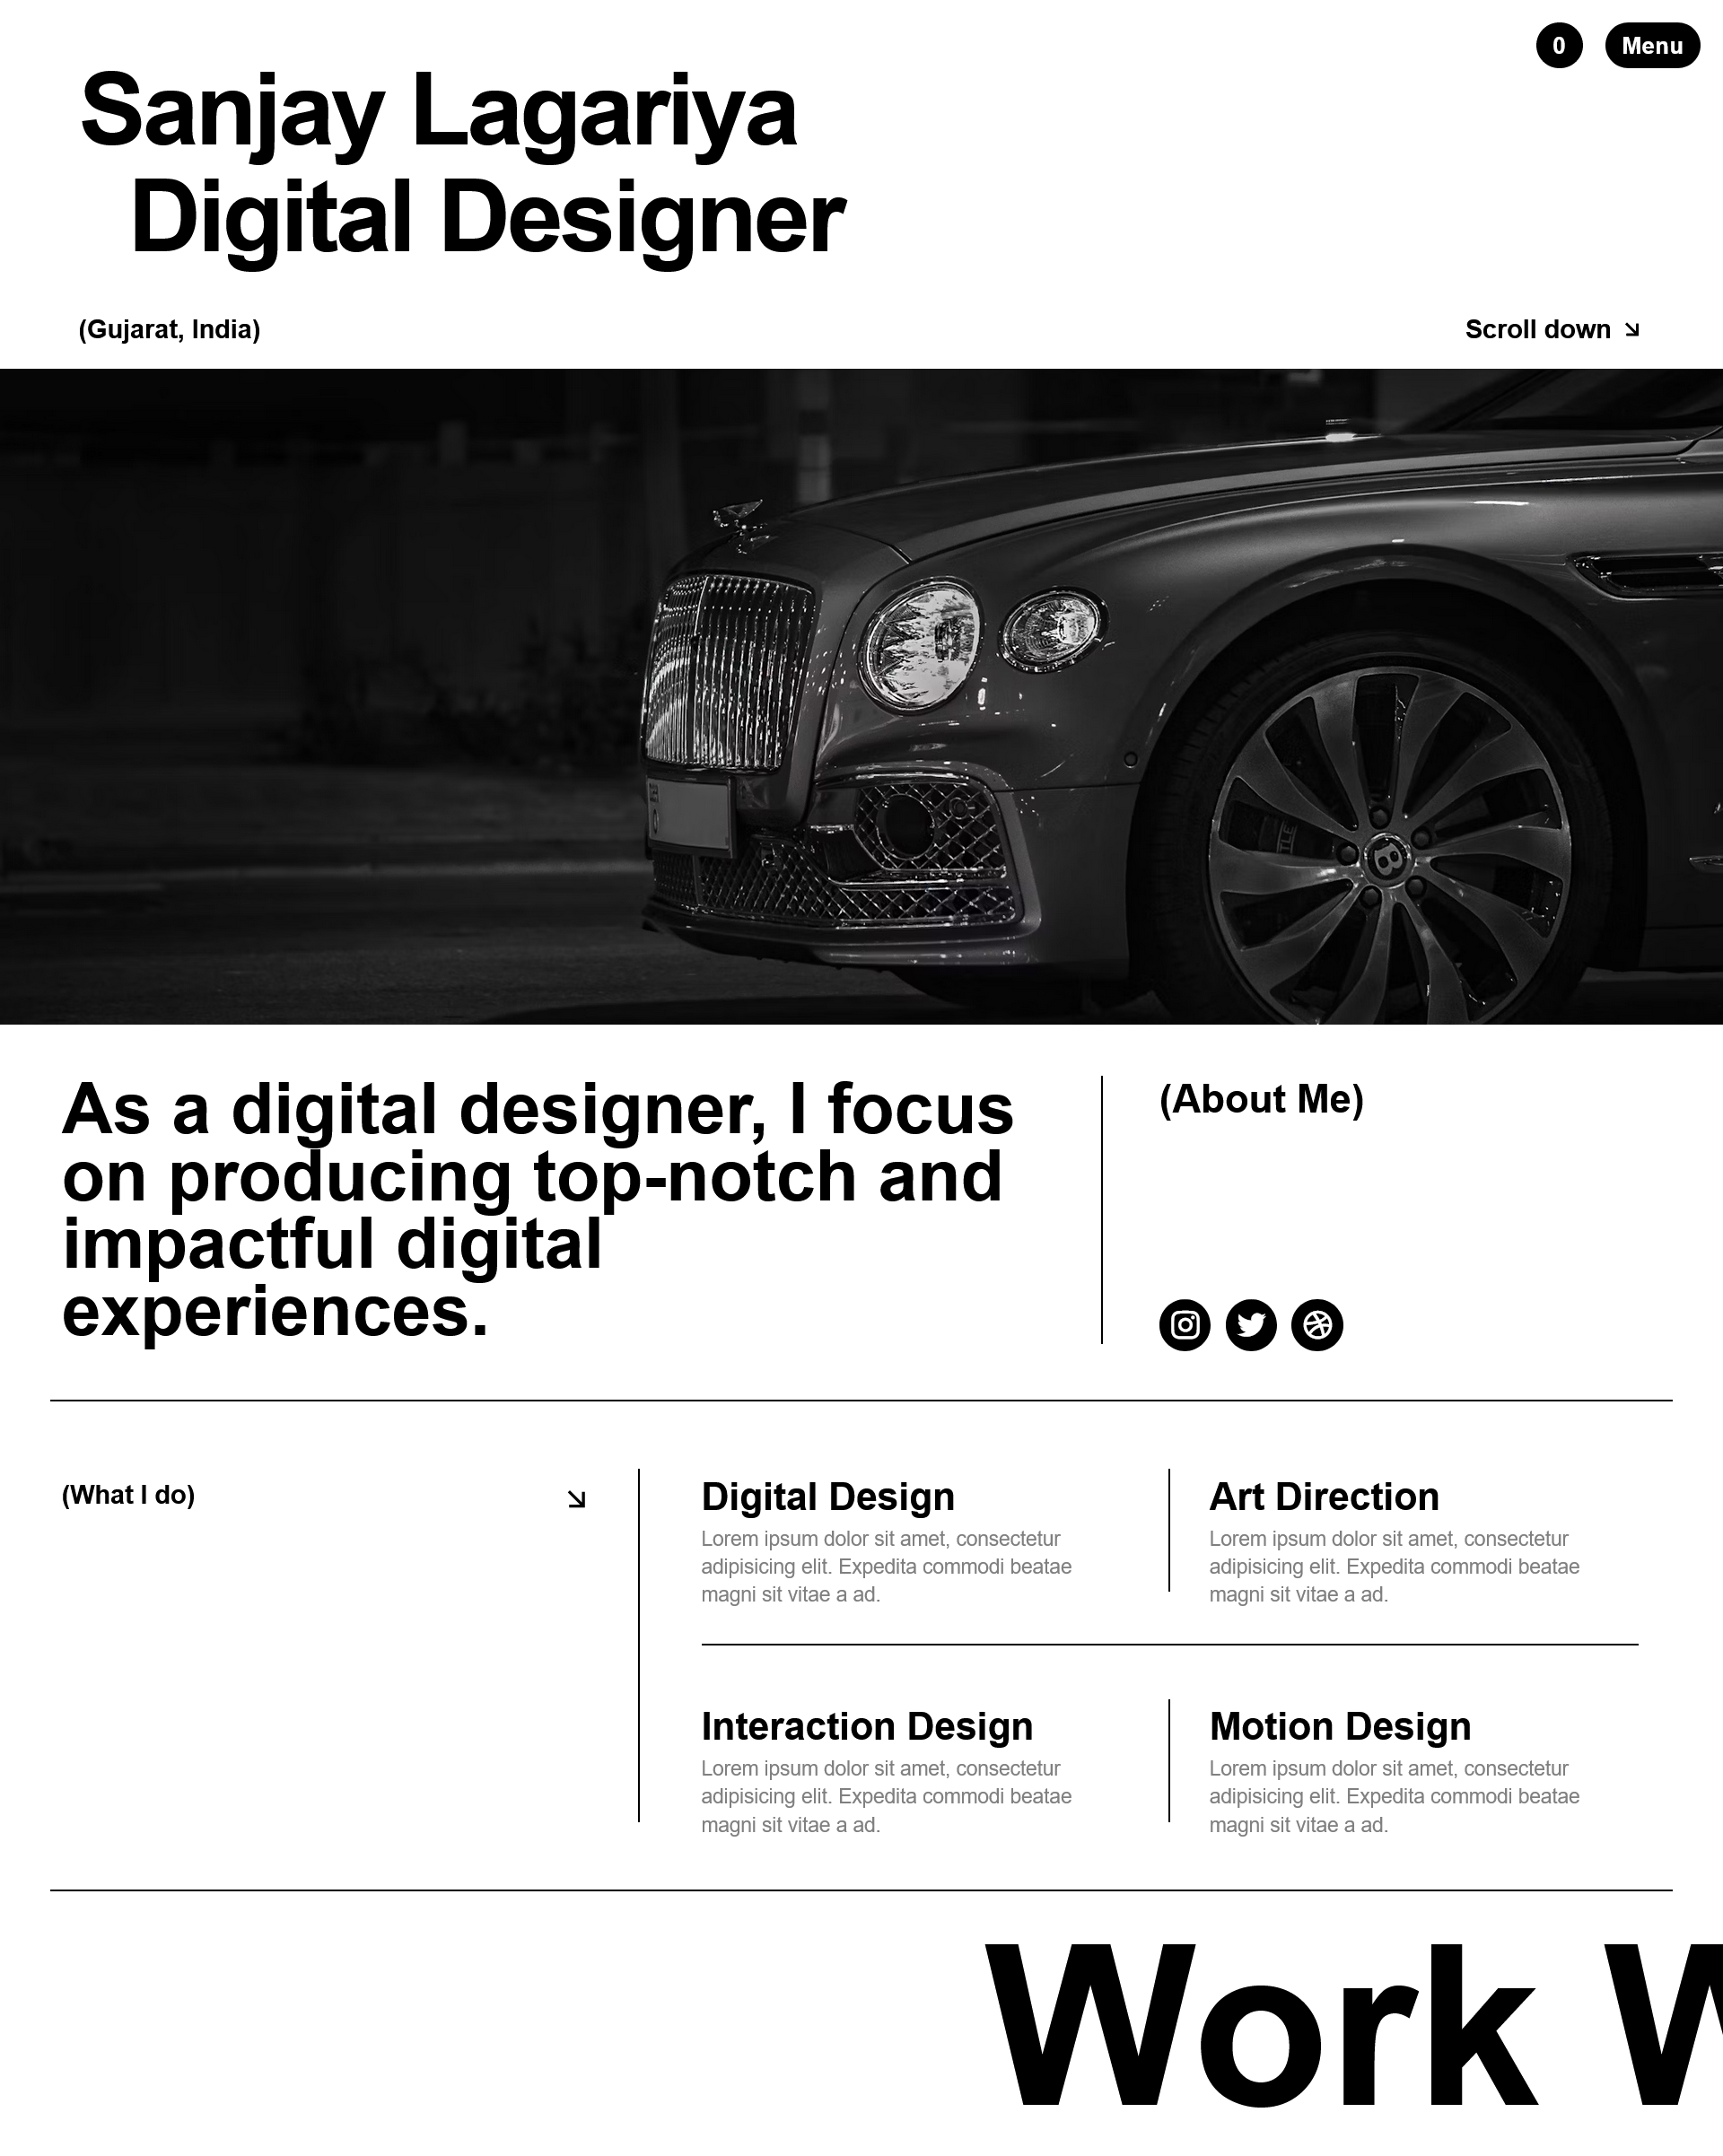 0 Menu
Sanjay Lagariya
Digital Designer
(Gujarat, India)
Scroll down
B
As a digital designer, I focus
on producing top-notch and
impactful digital
experiences.
(About Me)
(What I do)
Digital Design
Lorem ipsum dolor sit amet, consectetur
adipisicing elit. Expedita commodi beatae
magni sit vitae a ad.
Art Direction
Lorem ipsum dolor sit amet, consectetur
adipisicing elit. Expedita commodi beatae
magni sit vitae a ad.
Interaction Design
Lorem ipsum dolor sit amet, consectetur
adipisicing elit. Expedita commodi beatae
magni sit vitae a ad.
Motion Design
Lorem ipsum dolor sit amet, consectetur
adipisicing elit. Expedita commodi beatae
magni sit vitae a ad.
Work W